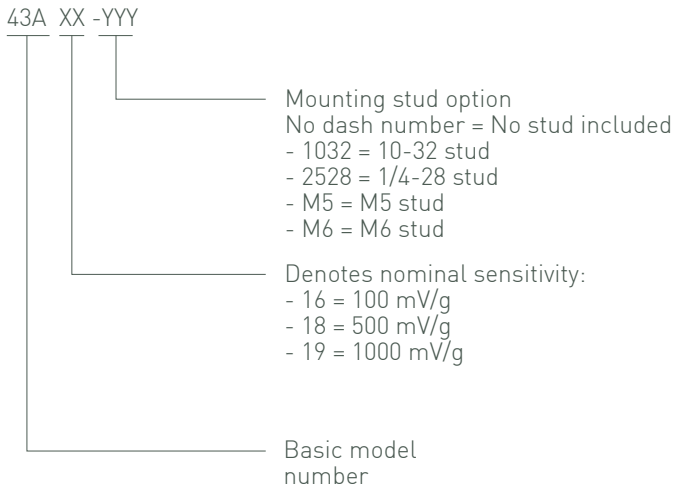 43A XX -YYY
Mounting stud option
No dash number = No stud included
- 1032 = 10-32 stud
- 2528 = 1/4-28 stud
- M5 = M5 stud
- M6 = M6 stud
Denotes nominal sensitivity:
- 16 = 100 mV/g
- 18 = 500 mV/g
- 19 = 1000 mV/g
Basic model
number